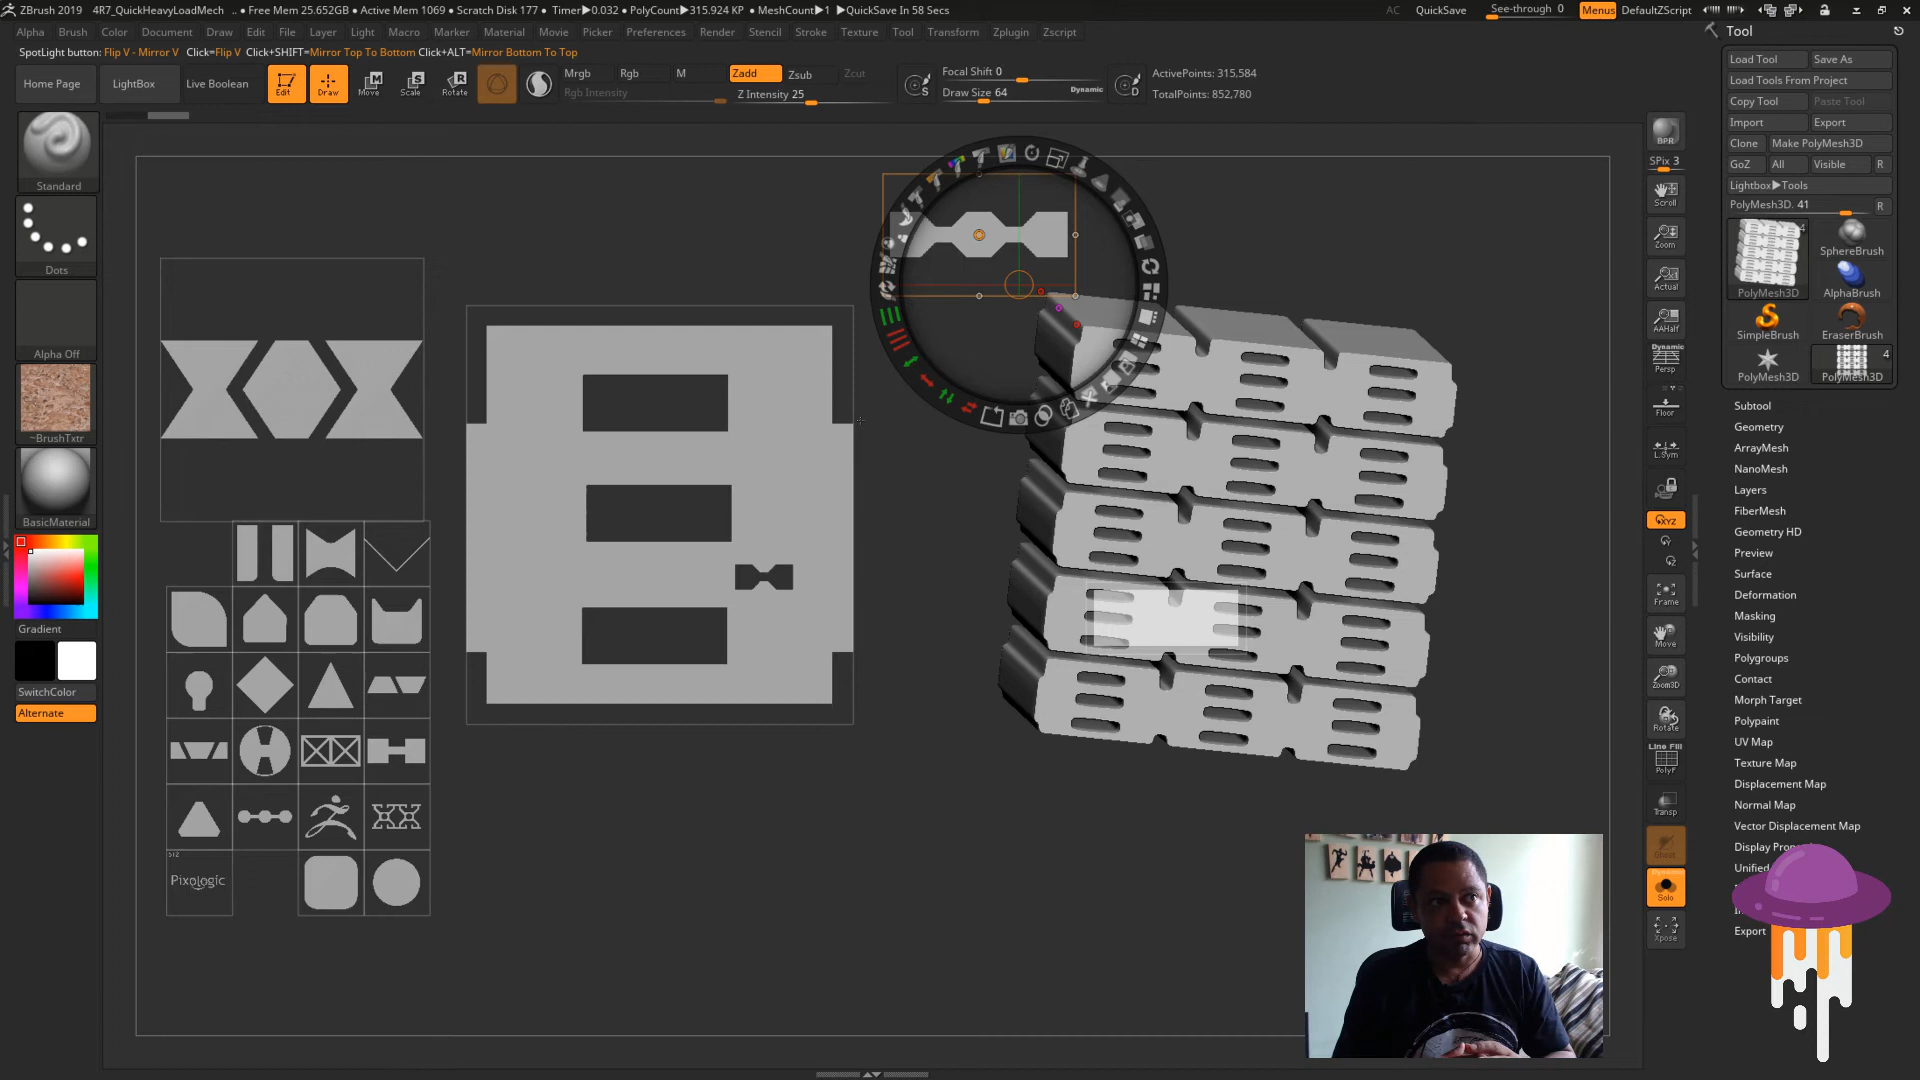 ZBrush 2019 4R7_QuickHeavyLoadMech .. ● Free Mem 25.652GB ● Active Mem 1069 ● Scratch Disk 177 ● Timer▶0.032 ● PolyCount▶315.924 KP ● MeshCount▶1 ▶QuickSave In 58 Secs AC QuickSave See-through 0 Menus DefaultZScript
Alpha Brush Color Document Draw Edit File Layer Light Macro Marker Material Movie Picker Preferences Render Stencil Stroke Texture Tool Transform Zplugin Zscript
SpotLight button: Flip V - Mirror V Click=Flip V Click+SHIFT=Mirror Top To Bottom Click+ALT=Mirror Bottom To Top
Home Page LightBox Live Boolean Edit Draw Move Scale Rotate
Mrgb Rgb M Zadd Zsub Zcut
Rgb Intensity Z Intensity 25
Focal Shift 0
Draw Size 64 Dynamic
S
D
ActivePoints: 315,584
TotalPoints: 852,780
Standard
Dots
Alpha Off
~BrushTxtr
BasicMaterial
Gradient
SwitchColor
Alternate
512
Pixologic
BPR
SPix 3
Scroll
Zoom
Actual
AAHalf
Dynamic
Persp
Floor
L.Sym
XYZ
Y
Z
Frame
Move
Zoom3D
Rotate
Line Fill
PolyF
Transp
Ghost
Solo
Xpose
Tool
Load Tool Save As
Load Tools From Project
Copy Tool Paste Tool
Import Export
Clone Make PolyMesh3D
GoZ All Visible R
Lightbox▶Tools
PolyMesh3D. 41 R
4
PolyMesh3D
SphereBrush
AlphaBrush
SimpleBrush
EraserBrush
PolyMesh3D
4
PolyMesh3D
Subtool
Geometry
ArrayMesh
NanoMesh
Layers
FiberMesh
Geometry HD
Preview
Surface
Deformation
Masking
Visibility
Polygroups
Contact
Morph Target
Polypaint
UV Map
Texture Map
Displacement Map
Normal Map
Vector Displacement Map
Display Prop
Unified
Export